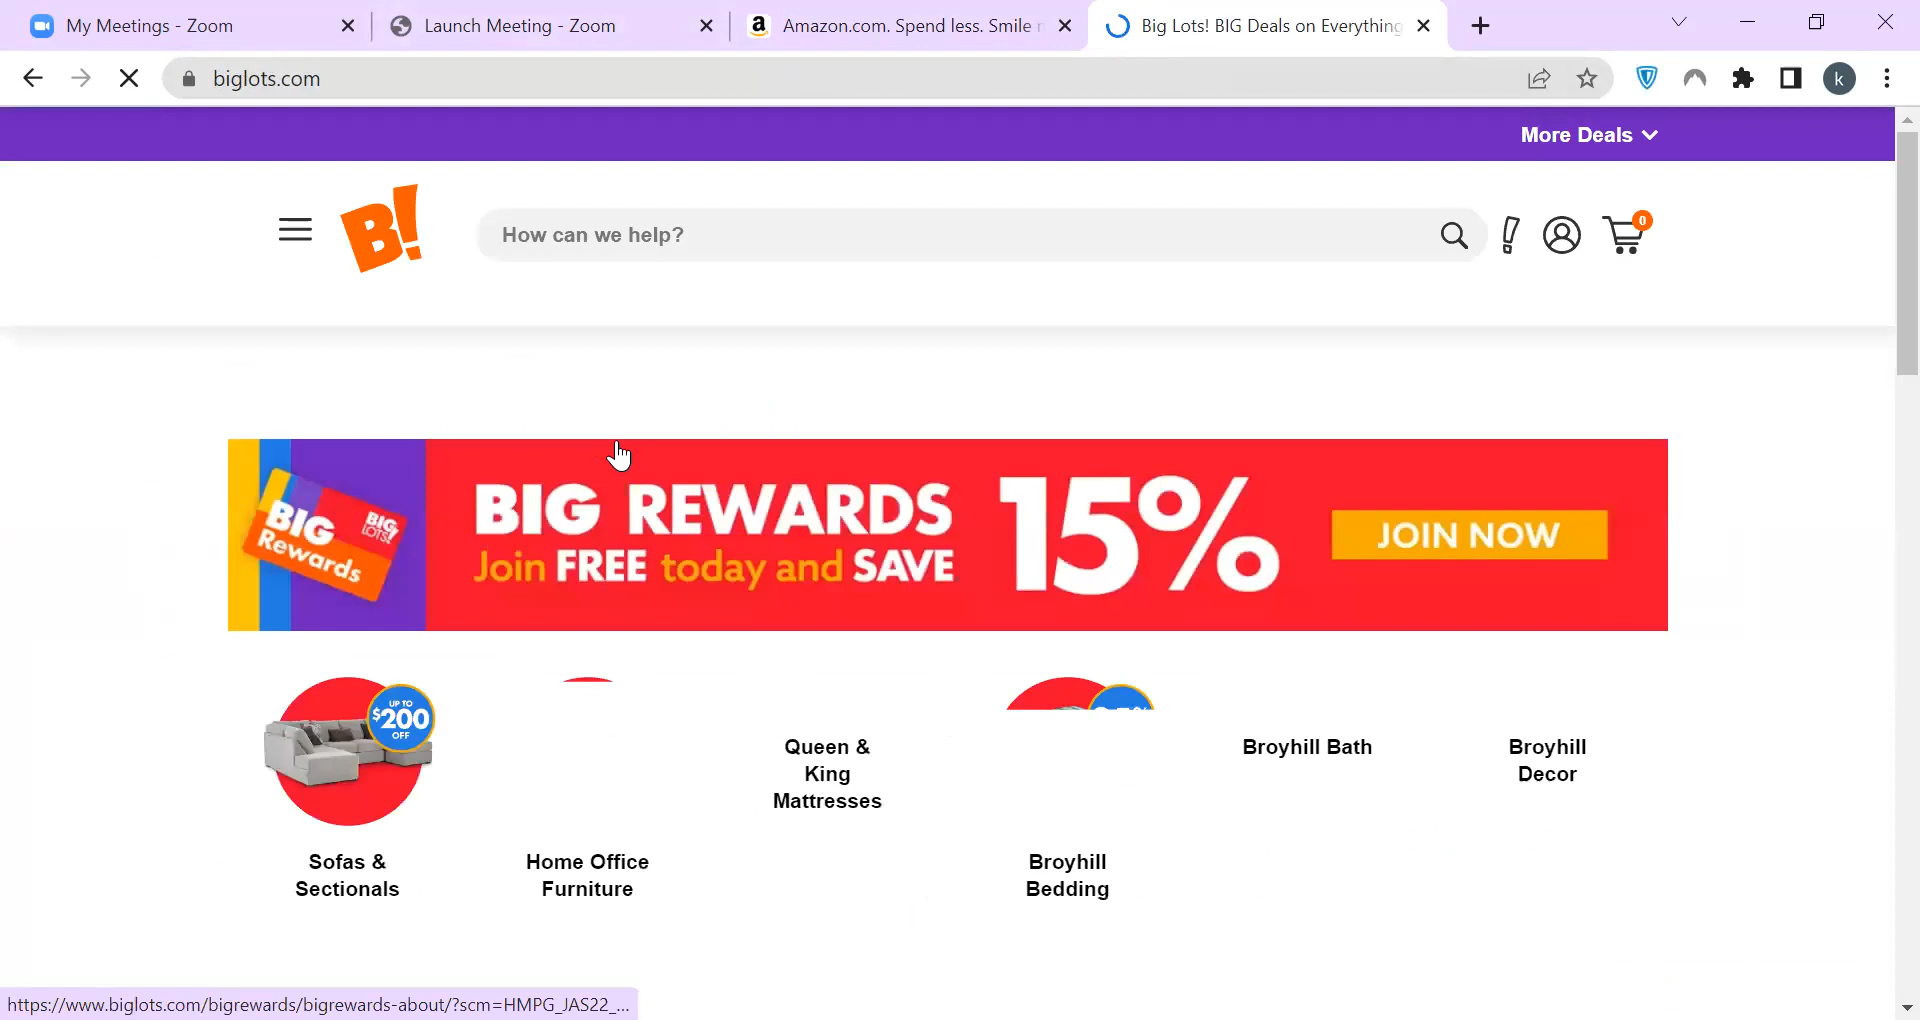 My Meetings - Zoom
Launch Meeting - Zoom
Amazon.com. Spend less. Smile
Big Lots! BIG Deals on Everything
biglots.com
k
More Deals
B!
How can we help?
0
BIG
Rewards
BIG
LOTS!
BIG REWARDS
Join FREE today and SAVE
15%
JOIN NOW
UP TO
$200
OFF
Sofas &
Sectionals
Home Office
Furniture
Queen &
King
Mattresses
Broyhill
Bedding
Broyhill Bath
Broyhill
Decor
https://www.biglots.com/bigrewards/bigrewards-about/?scm=HMPG_JAS22_...